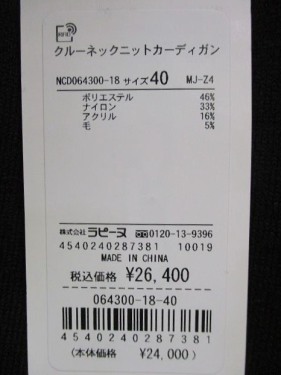 クルーネックニットカーディガン
NCD064300-18 サイズ 40 MJ-Z4
ポリエステル 46%
ナイロン 33%
アクリル 16%
毛 5%
株式会社 ラピーヌ 0120-13-9396
4540240287381 10019
MADE IN CHINA
税込価格 ¥26,400
064300-18-40
4540240287381
(本体価格 ¥24,000)